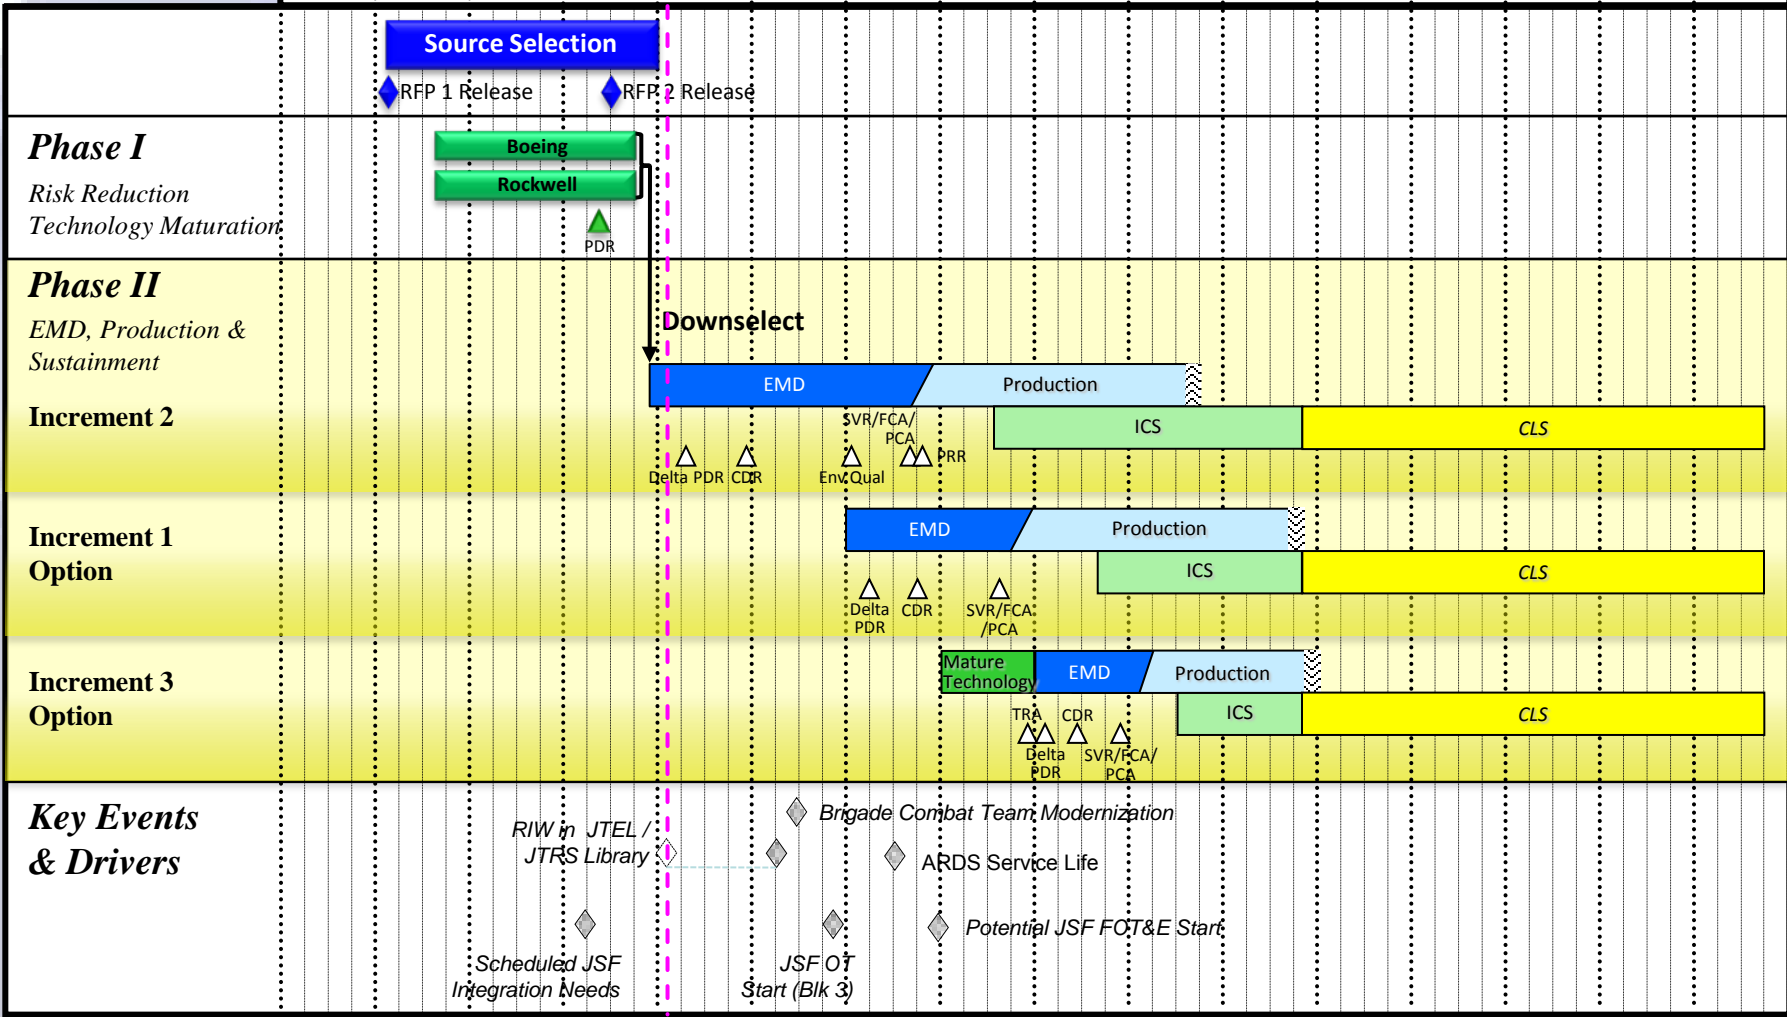 Source Selection
RFP 1 Release
RFP 2 Release
Phase I
Risk Reduction
Technology Maturation
Boeing
Rockwell
PDR
Phase II
EMD, Production &
Sustainment
Downselect
Increment 2
EMD
Production
ICS
CLS
SVR/FCA/
PCA
PRR
Delta PDR
CDR
Env Qual
Increment 1
Option
EMD
Production
ICS
CLS
Delta
PDR
CDR
SVR/FCA
/PCA
Increment 3
Option
Mature
Technology
EMD
Production
ICS
CLS
TRA
CDR
Delta
PDR
SVR/FCA/
PCA
Key Events
& Drivers
Brigade Combat Team Modernization
RIW in JTEL /
JTRS Library
ARDS Service Life
Potential JSF FOT&E Start
Scheduled JSF
Integration Needs
JSF OT
Start (Blk 3)